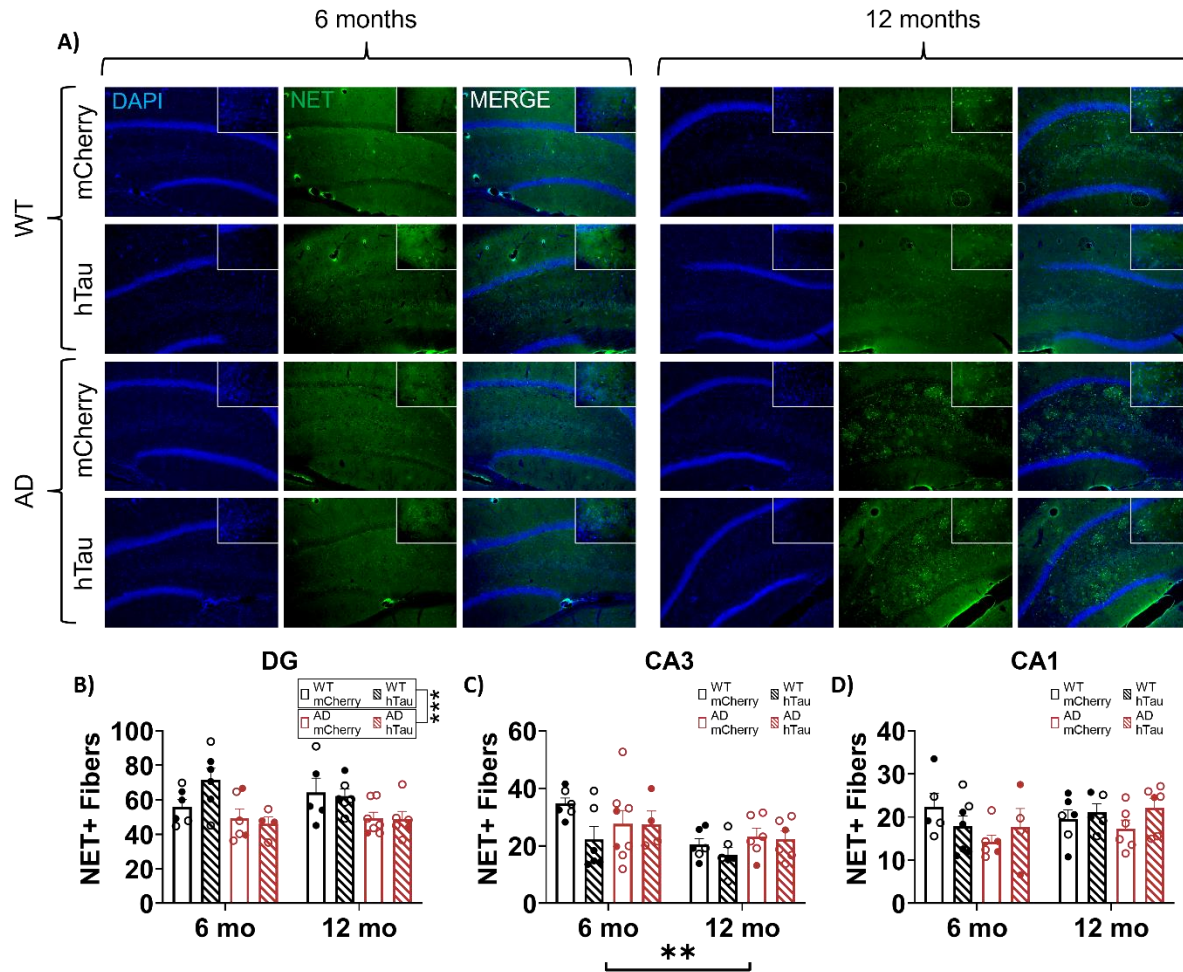 6 months 12 months
A)
DAPI NET MERGE
WT
mCherry
hTau
AD
mCherry
hTau
DG
B)
WT mCherry WT hTau
AD mCherry AD hTau
***
NET+ Fibers
100
80
60
40
20
0
6 mo 12 mo
CA3
C)
WT mCherry WT hTau
AD mCherry AD hTau
NET+ Fibers
60
40
20
0
6 mo 12 mo
**
CA1
D)
WT mCherry WT hTau
AD mCherry AD hTau
NET+ Fibers
40
30
20
10
0
6 mo 12 mo